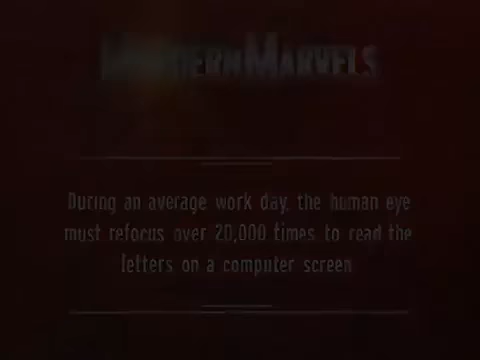 Modern Marvels
During an average work day, the human eye
must refocus over 20,000 times to read the
letters on a computer screen